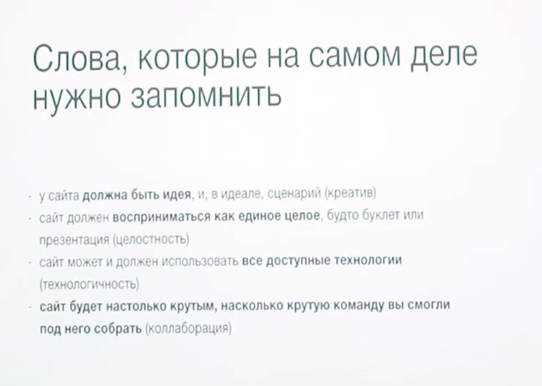 Слова, которые на самом деле
нужно запомнить
- у сайта должна быть идея, и, в идеале, сценарий (креатив)
- сайт должен восприниматься как единое целое, будто буклет или
презентация (целостность)
- сайт может и должен использовать все доступные технологии
(технологичность)
- сайт будет настолько крутым, насколько крутую команду вы смогли
под него собрать (коллаборация)